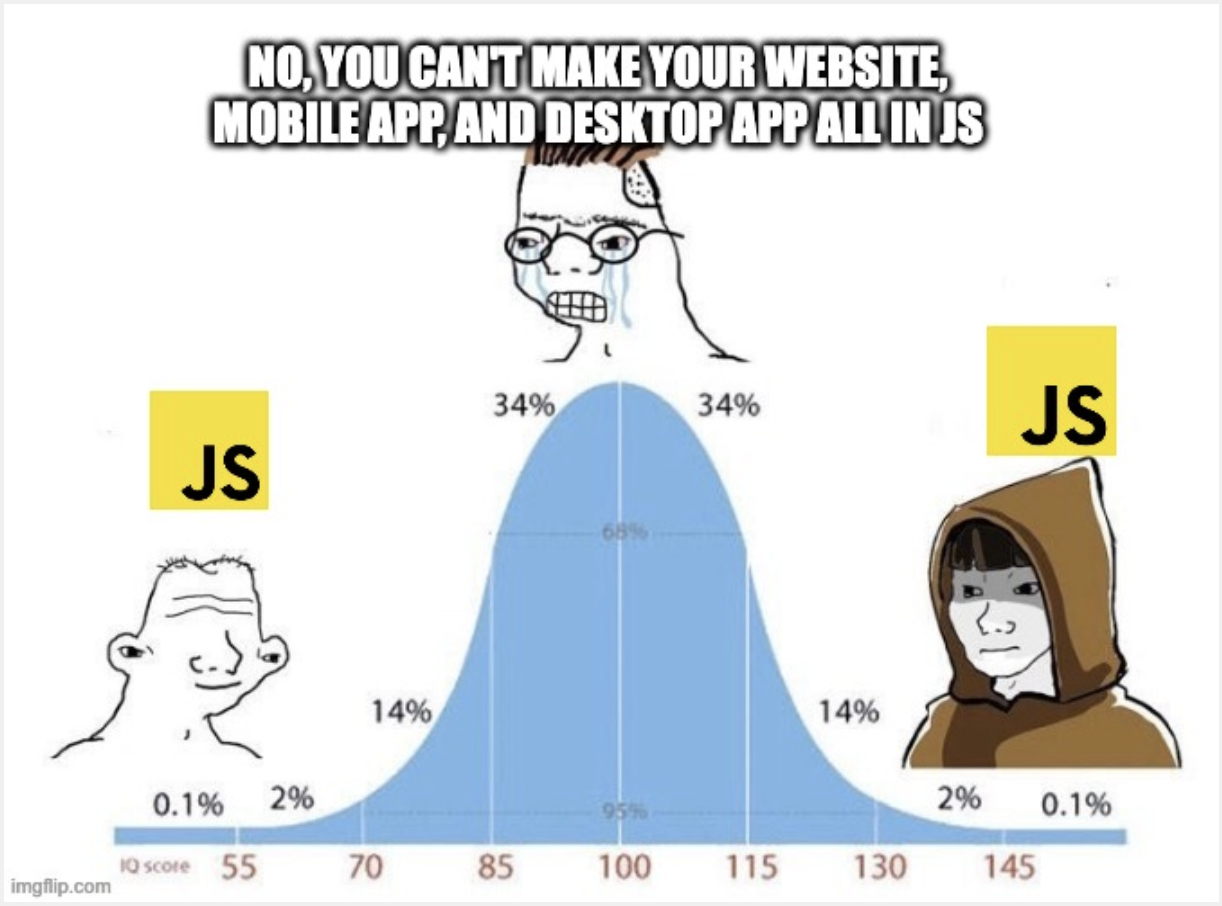 NO, YOU CAN'T MAKE YOUR WEBSITE,
MOBILE APP, AND DESKTOP APP ALL IN JS
JS
JS
34% 34%
68%
14% 14%
0.1% 2% 95% 2% 0.1%
IQ score 55 70 85 100 115 130 145
imgflip.com